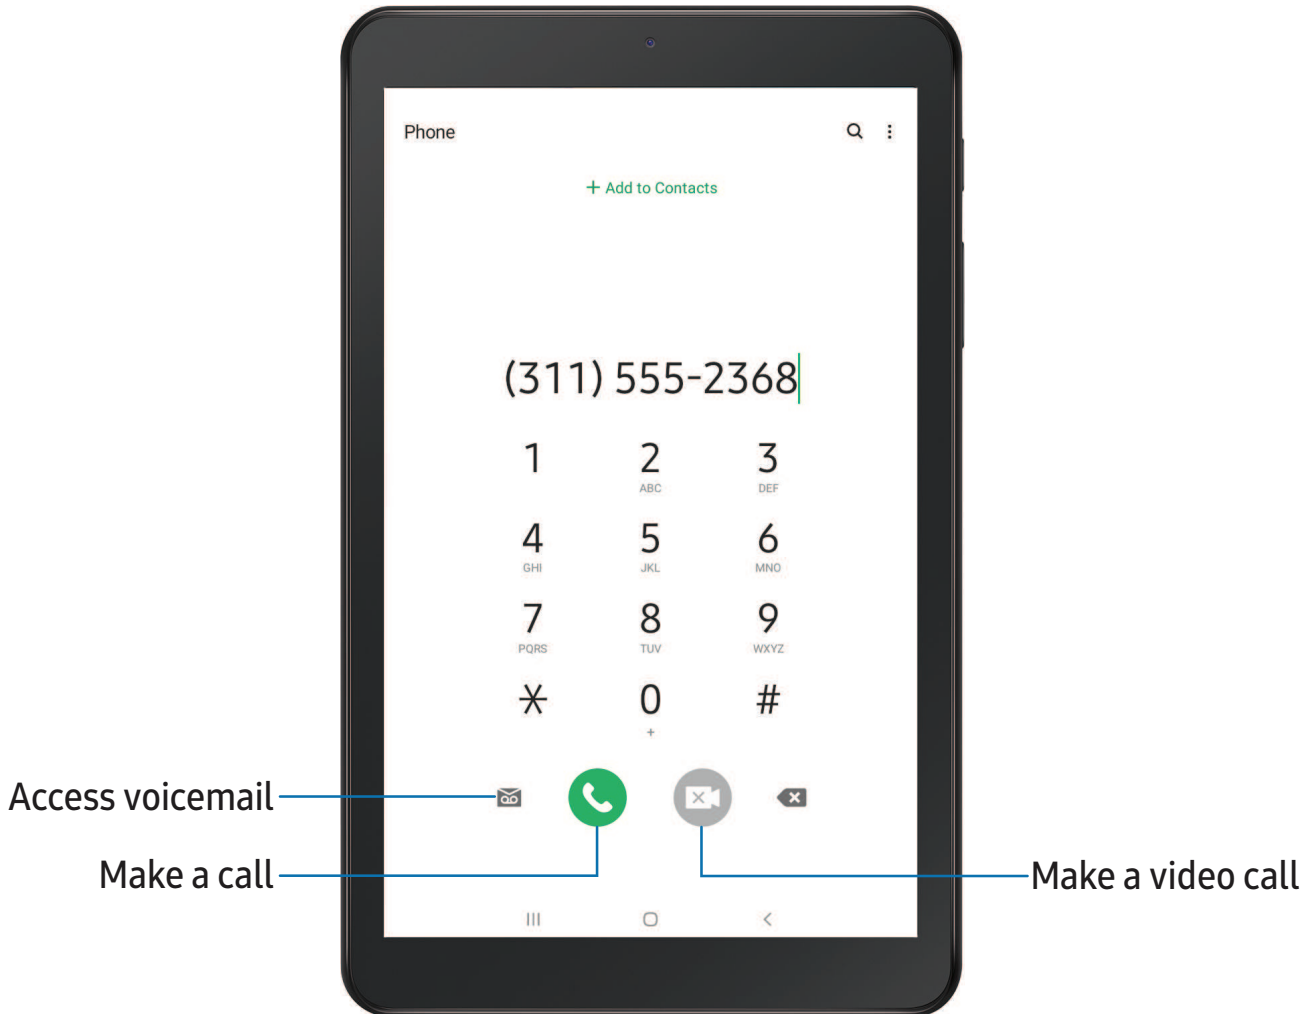 Phone
+ Add to Contacts
(311) 555-2368
1 2 3
ABC DEF
4 5 6
GHI JKL MNO
7 8 9
PQRS TUV WXYZ
* 0 #
+
Access voicemail
Make a call
Make a video call